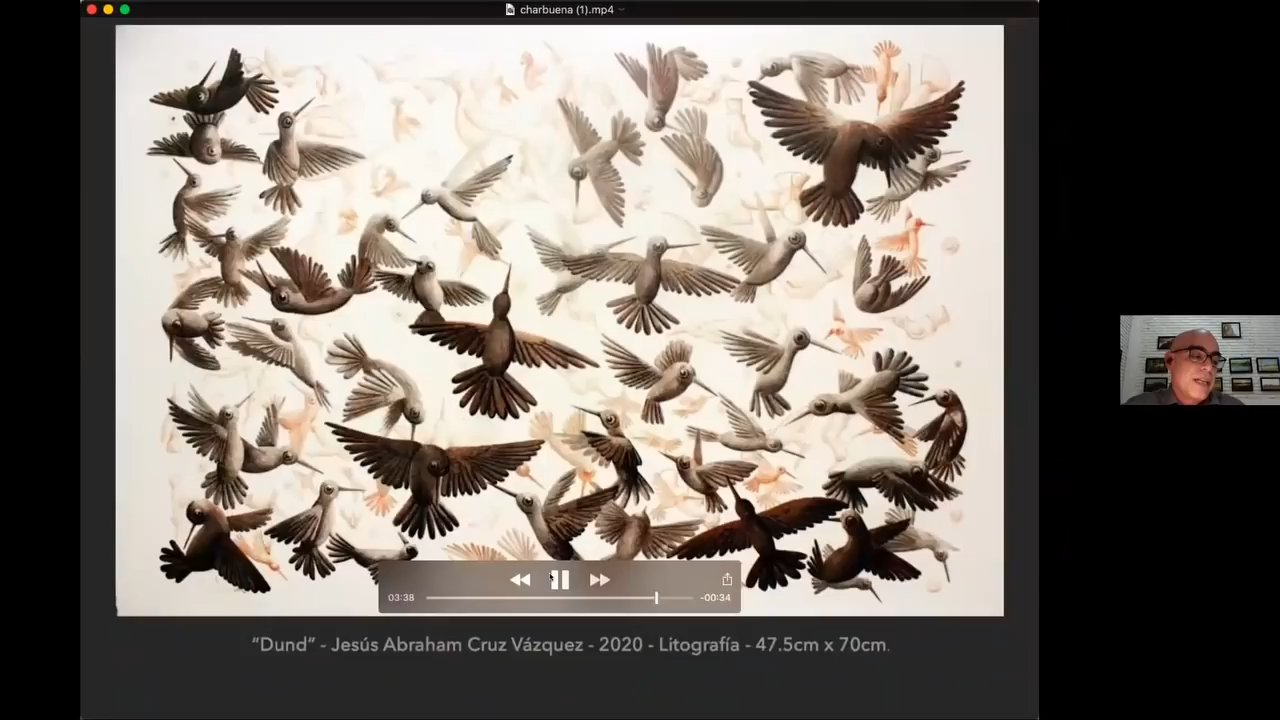 charbuena (1).mp4
03:38
-00:34
“Dund” - Jesús Abraham Cruz Vázquez - 2020 - Litografía - 47.5cm x 70cm.